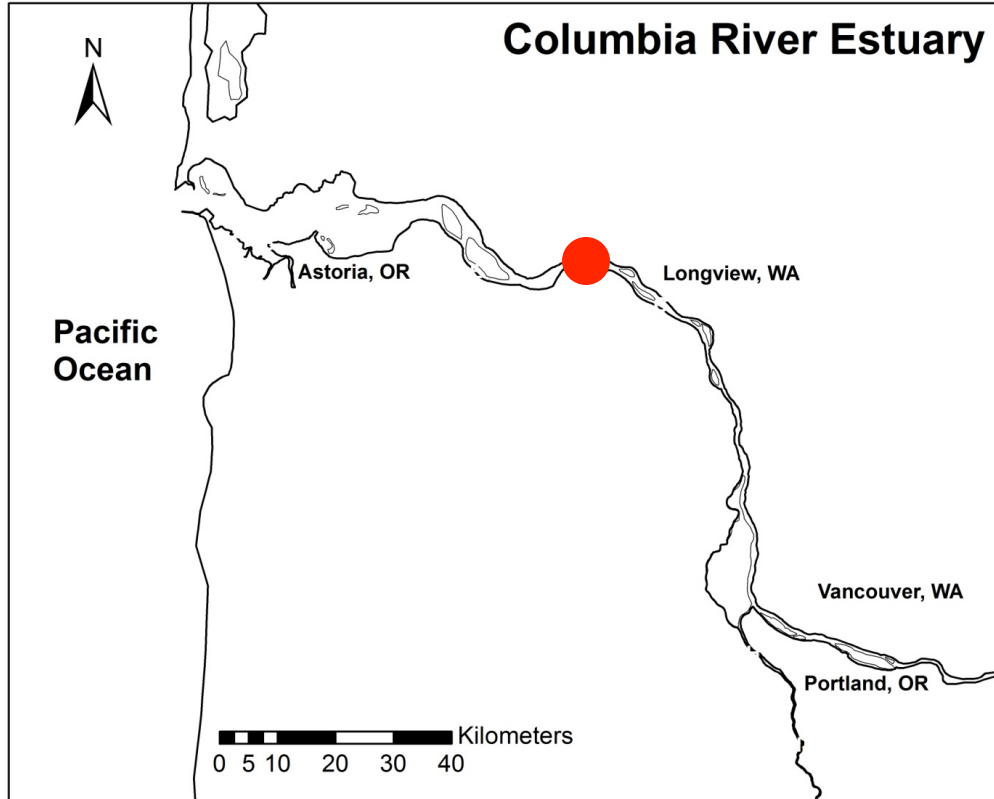 Columbia River Estuary
N
Astoria, OR
Longview, WA
Pacific
Ocean
Vancouver, WA
Portland, OR
Kilometers
0 5 10 20 30 40